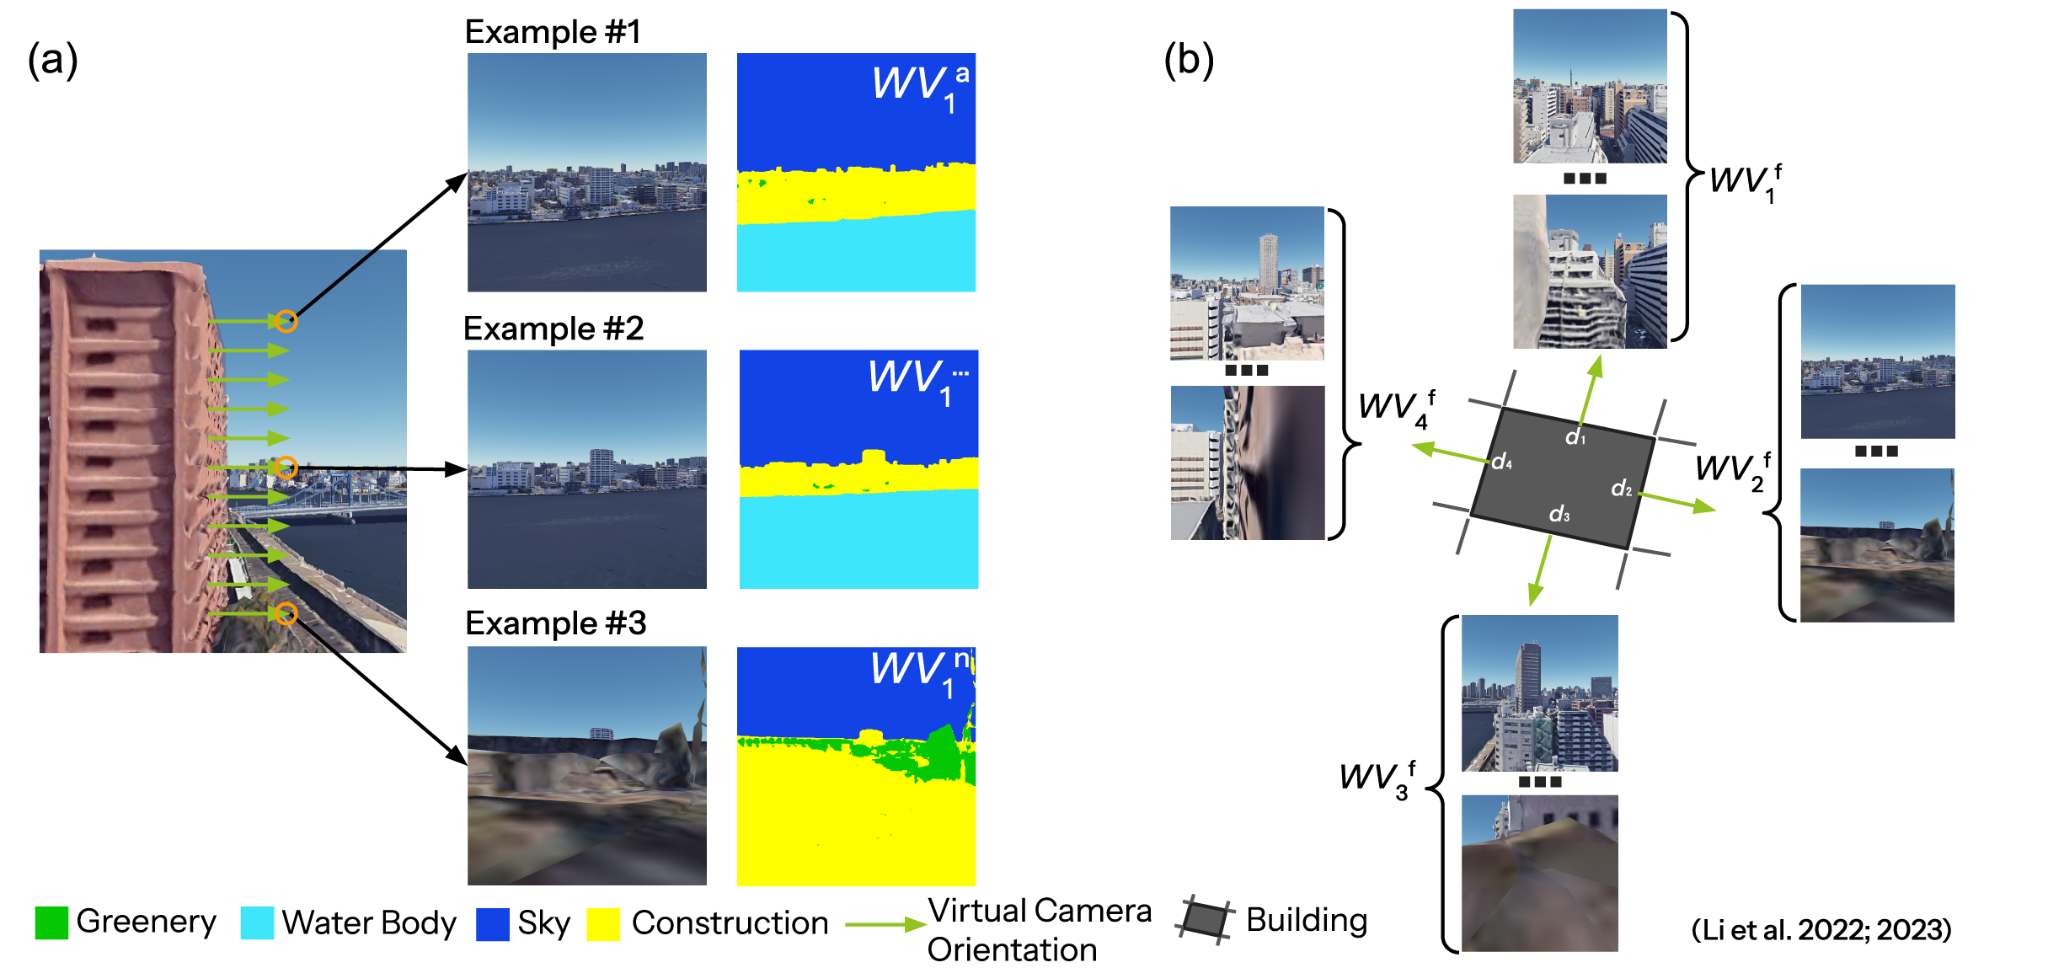 (a)
Example #1
WV₁ᵃ
Example #2
WV₁^...
Example #3
WV₁ⁿ
(b)
WV₁ᶠ
WV₄ᶠ
WV₂ᶠ
WV₃ᶠ
d₁
d₄
d₂
d₃
Greenery
Water Body
Sky
Construction
Virtual Camera
Orientation
Building
(Li et al. 2022; 2023)